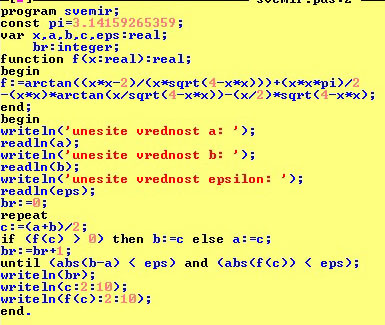 program svemir;
const pi=3.14159265359;
var x,a,b,c,eps:real;
br:integer;
function f(x:real):real;
begin
f:=arctan((x*x-2)/(x*sqrt(4-x*x)))+(x*x*pi)/2
-(x*x)*arctan(x/sqrt(4-x*x))-(x/2)*sqrt(4-x*x);
end;
begin
writeln('unesite vrednost a: ');
readln(a);
writeln('unesite vrednost b: ');
readln(b);
writeln('unesite vrednost epsilon: ');
readln(eps);
br:=0;
repeat
c:=(a+b)/2;
if (f(c) > 0) then b:=c else a:=c;
br:=br+1;
until (abs(b-a) < eps) and (abs(f(c)) < eps);
writeln(br);
writeln(c:2:10);
writeln(f(c):2:10);
end.